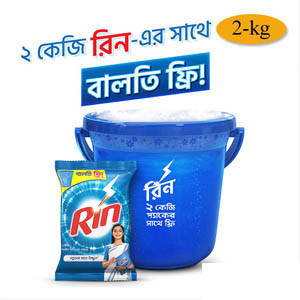 ২ কেজি রিন-এর সাথে
2-kg
বালতি ফ্রি!
রিন
২ কেজি
প্যাকের
সাথে ফ্রি
বালতি ফ্রি
Rin